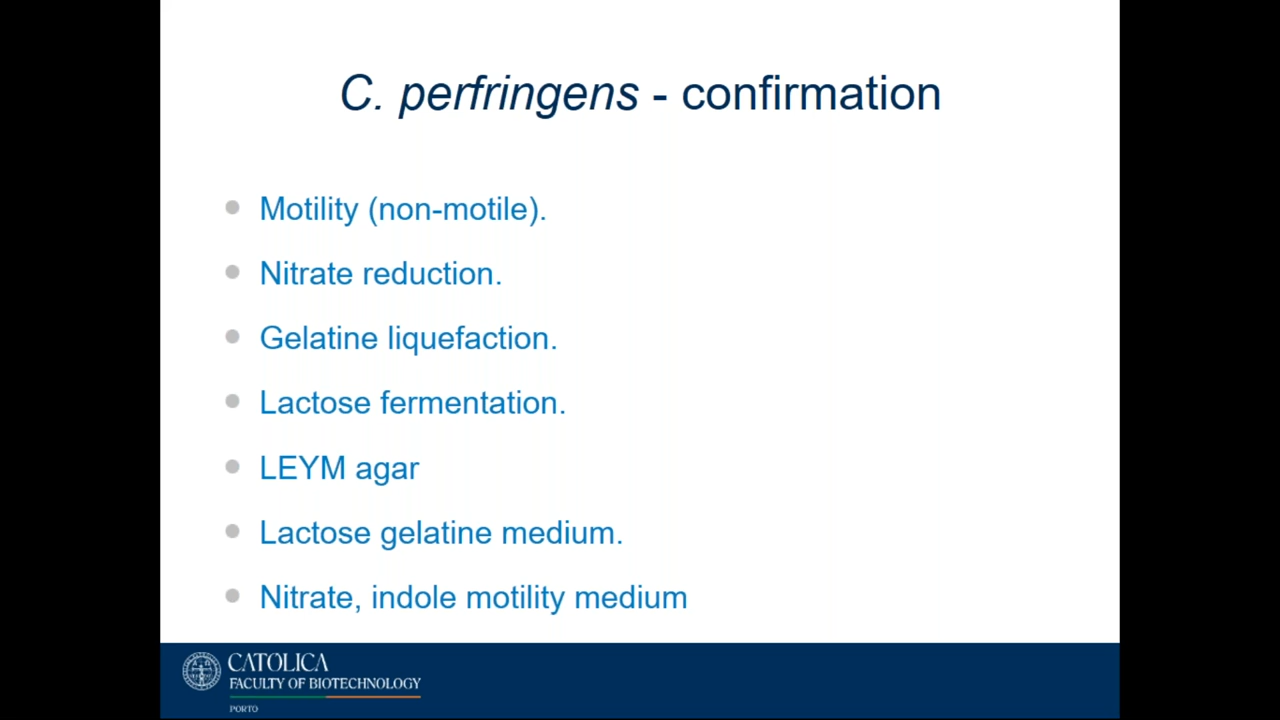 C. perfringens - confirmation
Motility (non-motile).
Nitrate reduction.
Gelatine liquefaction.
Lactose fermentation.
LEYM agar
Lactose gelatine medium.
Nitrate, indole motility medium
CATÓLICA
FACULTY OF BIOTECHNOLOGY
PORTO